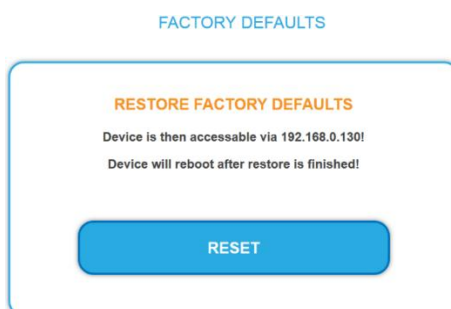 FACTORY DEFAULTS
RESTORE FACTORY DEFAULTS
Device is then accessable via 192.168.0.130!
Device will reboot after restore is finished!
RESET